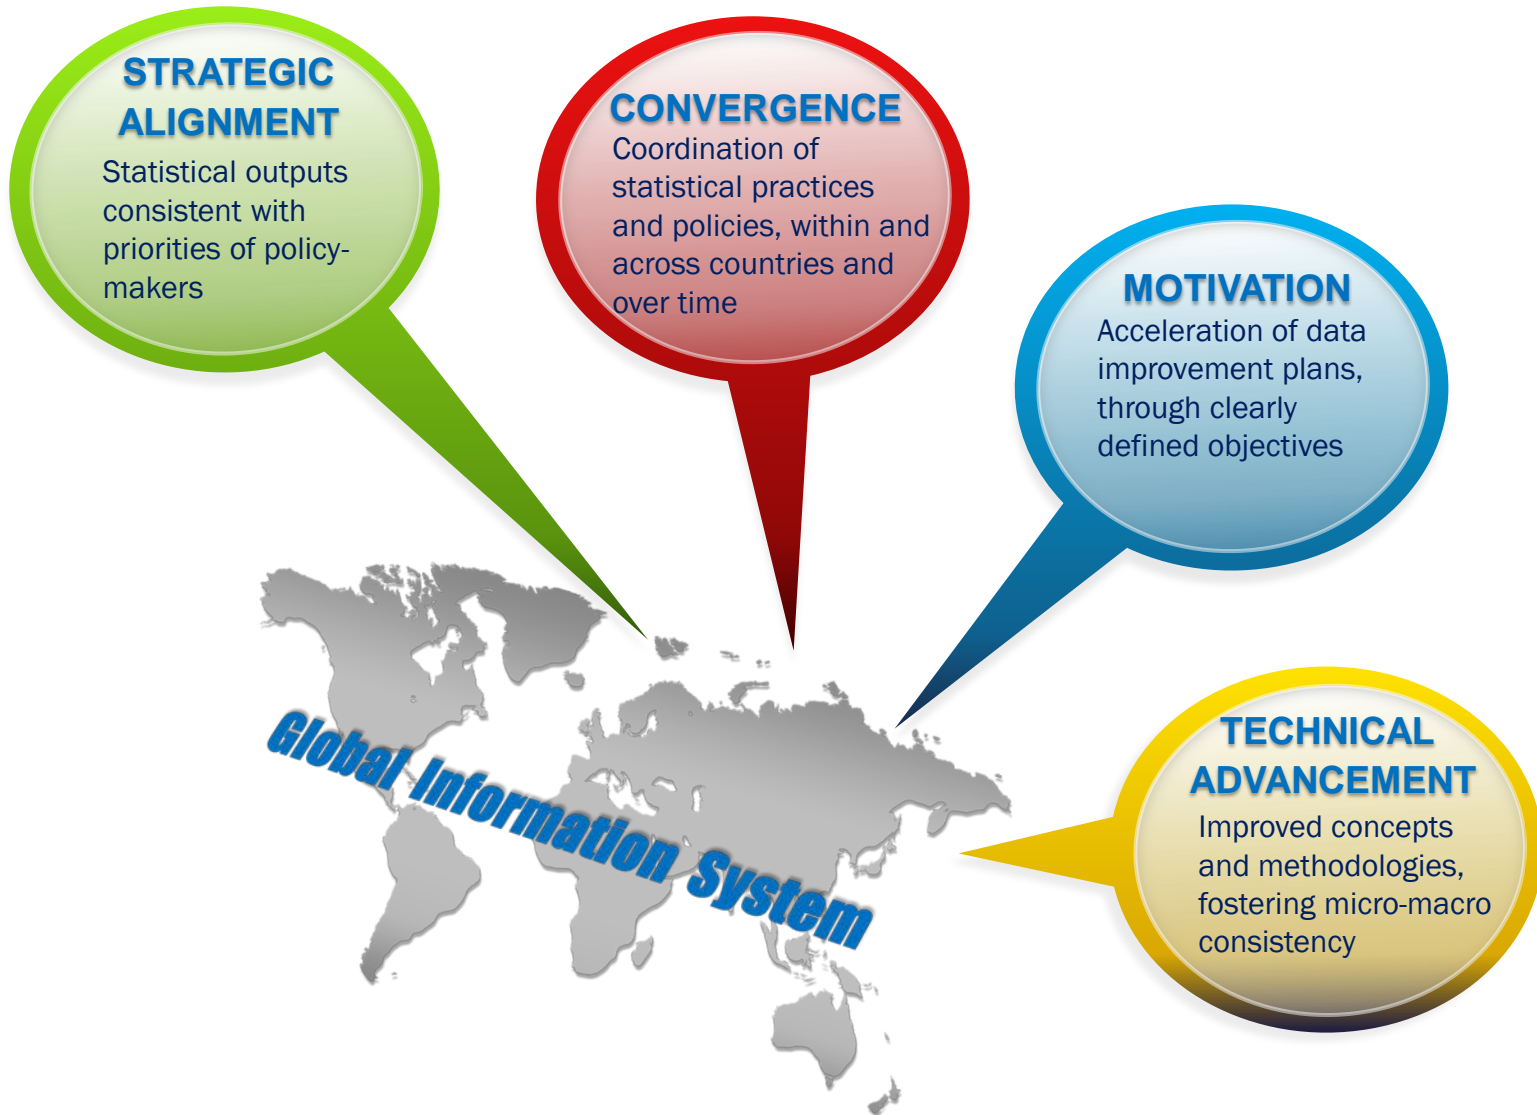 STRATEGIC
ALIGNMENT
Statistical outputs
consistent with
priorities of policy-
makers
CONVERGENCE
Coordination of
statistical practices
and policies, within and
across countries and
over time
MOTIVATION
Acceleration of data
improvement plans,
through clearly
defined objectives
TECHNICAL
ADVANCEMENT
Improved concepts
and methodologies,
fostering micro-macro
consistency
Global Information System